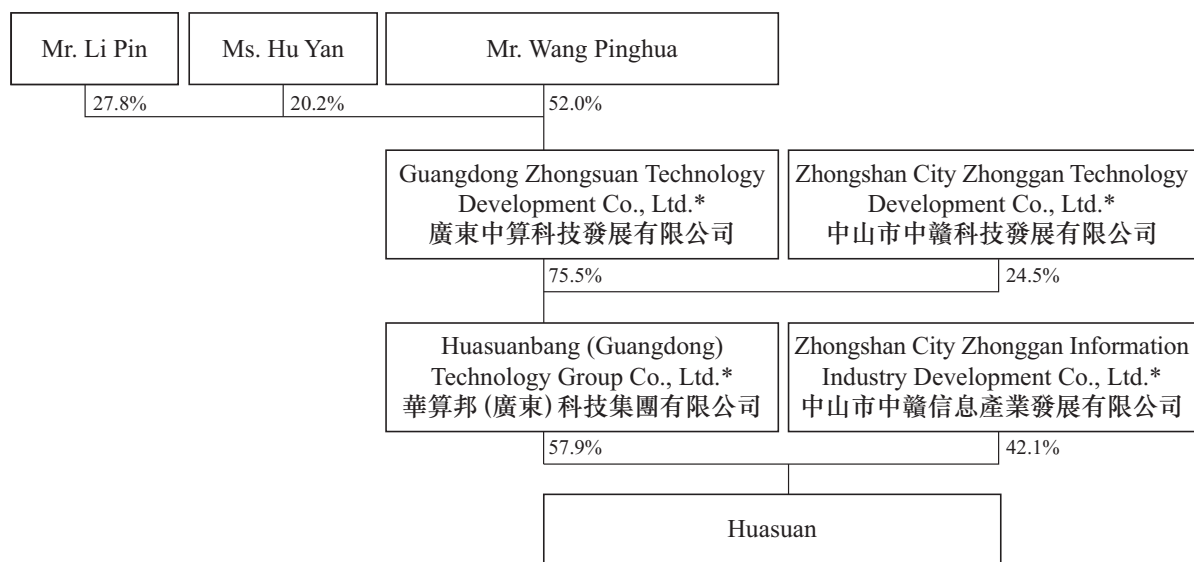 Mr. Li Pin
Ms. Hu Yan
Mr. Wang Pinghua
27.8%
20.2%
52.0%
Guangdong Zhongsuan Technology
Development Co., Ltd.*
廣東中算科技發展有限公司
Zhongshan City Zhonggan Technology
Development Co., Ltd.*
中山市中贛科技發展有限公司
75.5%
24.5%
Huasuanbang (Guangdong)
Technology Group Co., Ltd.*
華算邦(廣東)科技集團有限公司
Zhongshan City Zhonggan Information
Industry Development Co., Ltd.*
中山市中贛信息產業發展有限公司
57.9%
42.1%
Huasuan